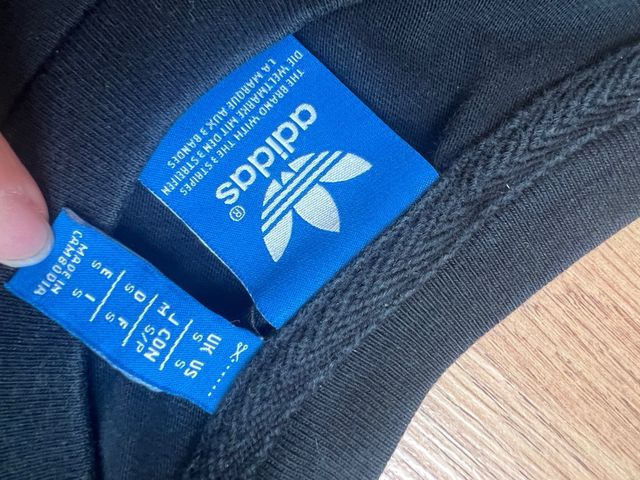 adidas®
THE BRAND WITH THE 3 STRIPES
DIE WELTMARKE MIT DEN 3 STREIFEN
LA MARQUE AUX 3 BANDES
UK US
S S
J CDN
M S/P
D F
S S
E I
S S
MADE IN
CAMBODIA